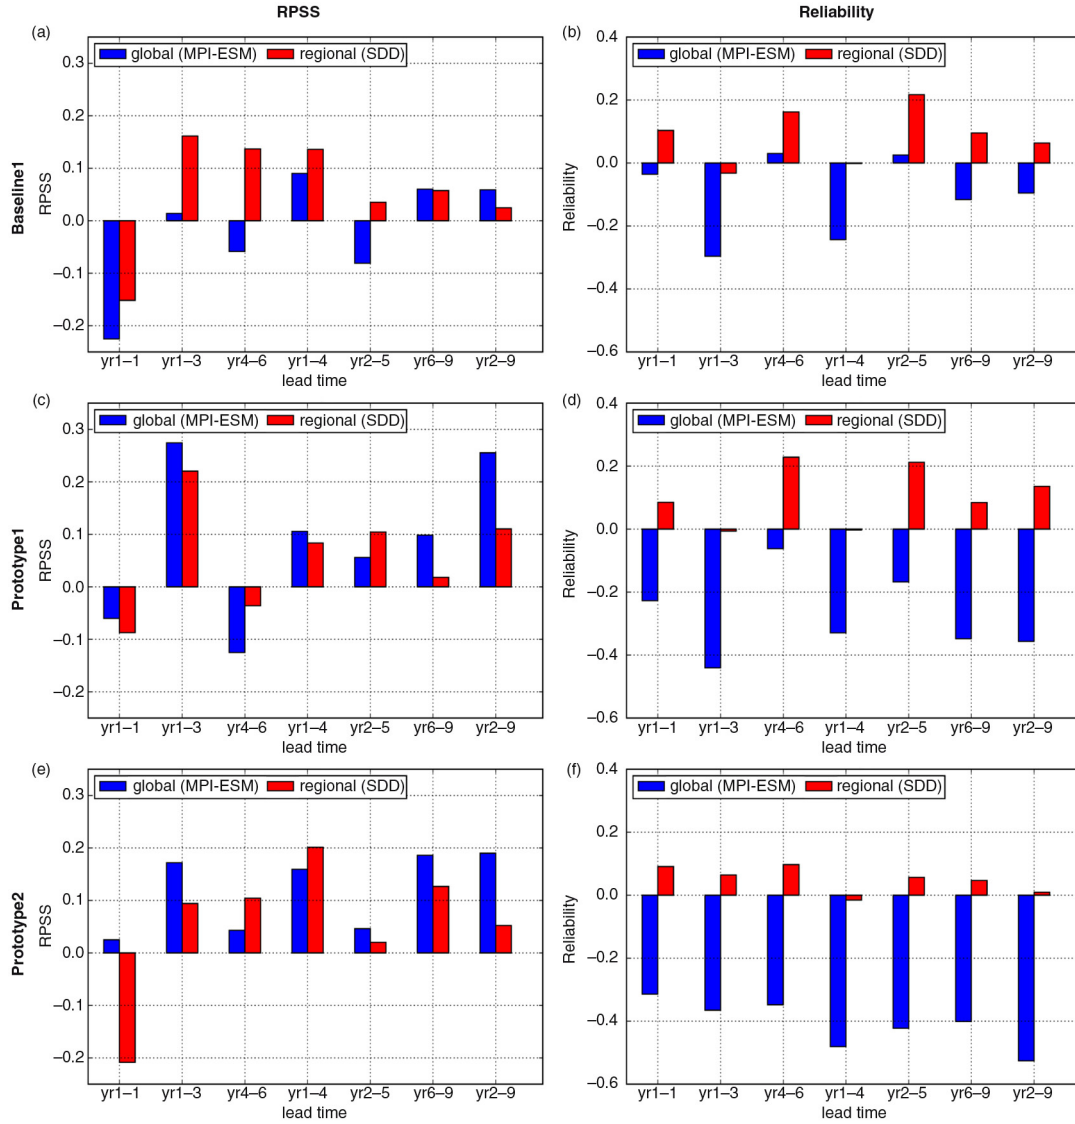 RPSS
Reliability
(a)
global (MPI-ESM) regional (SDD)
0.3
0.2
0.1
0.0
−0.1
−0.2
Baseline1
RPSS
yr1–1 yr1–3 yr4–6 yr1–4 yr2–5 yr6–9 yr2–9
lead time
(b)
global (MPI-ESM) regional (SDD)
0.4
0.2
0.0
−0.2
−0.4
−0.6
Reliability
yr1–1 yr1–3 yr4–6 yr1–4 yr2–5 yr6–9 yr2–9
lead time
(c)
global (MPI-ESM) regional (SDD)
0.3
0.2
0.1
0.0
−0.1
−0.2
Prototype1
RPSS
yr1–1 yr1–3 yr4–6 yr1–4 yr2–5 yr6–9 yr2–9
lead time
(d)
global (MPI-ESM) regional (SDD)
0.4
0.2
0.0
−0.2
−0.4
−0.6
Reliability
yr1–1 yr1–3 yr4–6 yr1–4 yr2–5 yr6–9 yr2–9
lead time
(e)
global (MPI-ESM) regional (SDD)
0.3
0.2
0.1
0.0
−0.1
−0.2
Prototype2
RPSS
yr1–1 yr1–3 yr4–6 yr1–4 yr2–5 yr6–9 yr2–9
lead time
(f)
global (MPI-ESM) regional (SDD)
0.4
0.2
0.0
−0.2
−0.4
−0.6
Reliability
yr1–1 yr1–3 yr4–6 yr1–4 yr2–5 yr6–9 yr2–9
lead time